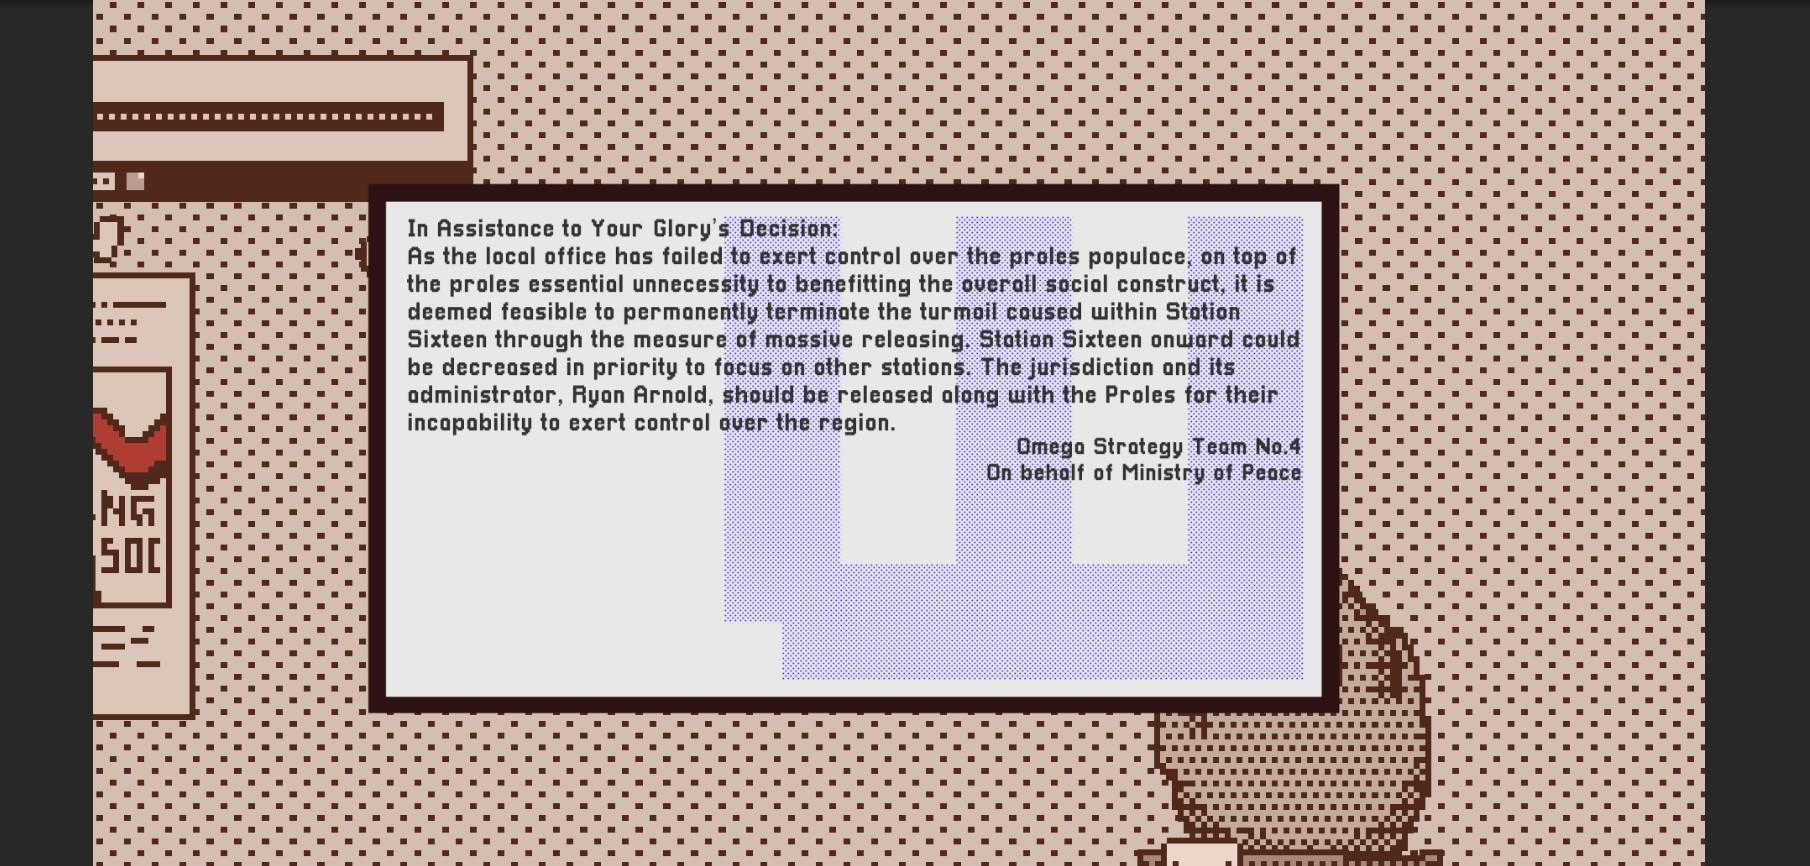 In Assistance to Your Glory's Decision:
As the local office has failed to exert control over the proles populace, on top of
the proles essential unnecessity to benefitting the overall social construct, it is
deemed feasible to permanently terminate the turmoil caused within Station
Sixteen through the measure of massive releasing. Station Sixteen onward could
be decreased in priority to focus on other stations. The jurisdiction and its
administrator, Ryan Arnold, should be released along with the Proles for their
incapability to exert control over the region.
Omega Strategy Team No.4
On behalf of Ministry of Peace
NG
SOC